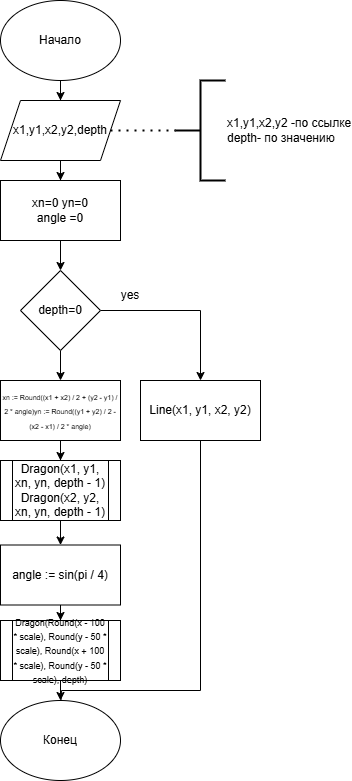 Начало
x1,y1,x2,y2,depth
x1,y1,x2,y2 -по ссылке
depth- по значению
xn=0 yn=0
angle =0
depth=0
yes
xn := Round((x1 + x2) / 2 + (y2 - y1) /
2 * angle)yn := Round((y1 + y2) / 2 -
(x2 - x1) / 2 * angle)
Line(x1, y1, x2, y2)
Dragon(x1, y1,
xn, yn, depth - 1)
Dragon(x2, y2,
xn, yn, depth - 1)
angle := sin(pi / 4)
Dragon(Round(x - 100
* scale), Round(y - 50 *
scale), Round(x + 100
* scale), Round(y - 50 *
scale), depth)
Конец